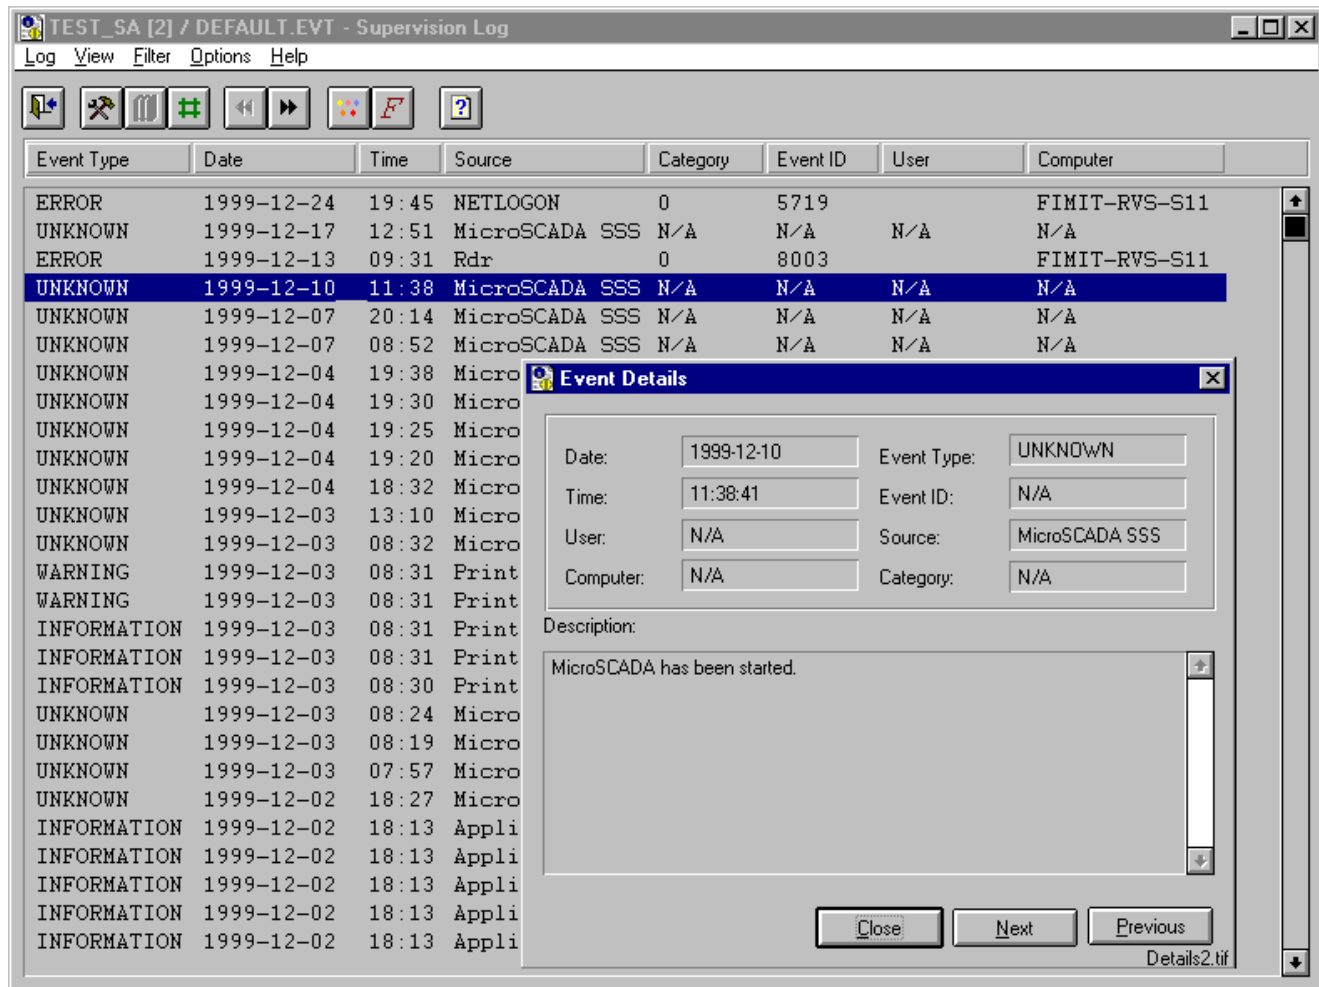 TEST_SA [2] / DEFAULT.EVT - Supervision Log
Log View Filter Options Help
F ?
Event Type Date Time Source Category Event ID User Computer
ERROR 1999-12-24 19:45 NETLOGON 0 5719 FIMIT-RVS-S11
UNKNOWN 1999-12-17 12:51 MicroSCADA SSS N/A N/A N/A N/A
ERROR 1999-12-13 09:31 Rdr 0 8003 FIMIT-RVS-S11
UNKNOWN 1999-12-10 11:38 MicroSCADA SSS N/A N/A N/A N/A
UNKNOWN 1999-12-07 20:14 MicroSCADA SSS N/A N/A N/A N/A
UNKNOWN 1999-12-07 08:52 MicroSCADA SSS N/A N/A N/A N/A
UNKNOWN 1999-12-04 19:38 Micro
UNKNOWN 1999-12-04 19:30 Micro
UNKNOWN 1999-12-04 19:25 Micro
UNKNOWN 1999-12-04 19:20 Micro
UNKNOWN 1999-12-04 18:32 Micro
UNKNOWN 1999-12-03 13:10 Micro
UNKNOWN 1999-12-03 08:32 Micro
WARNING 1999-12-03 08:31 Print
WARNING 1999-12-03 08:31 Print
INFORMATION 1999-12-03 08:31 Print
INFORMATION 1999-12-03 08:31 Print
INFORMATION 1999-12-03 08:30 Print
UNKNOWN 1999-12-03 08:24 Micro
UNKNOWN 1999-12-03 08:19 Micro
UNKNOWN 1999-12-03 07:57 Micro
UNKNOWN 1999-12-02 18:27 Micro
INFORMATION 1999-12-02 18:13 Appli
INFORMATION 1999-12-02 18:13 Appli
INFORMATION 1999-12-02 18:13 Appli
INFORMATION 1999-12-02 18:13 Appli
INFORMATION 1999-12-02 18:13 Appli
Event Details
Date: 1999-12-10 Event Type: UNKNOWN
Time: 11:38:41 Event ID: N/A
User: N/A Source: MicroSCADA SSS
Computer: N/A Category: N/A
Description:
MicroSCADA has been started.
Close Next Previous
Details2.tif